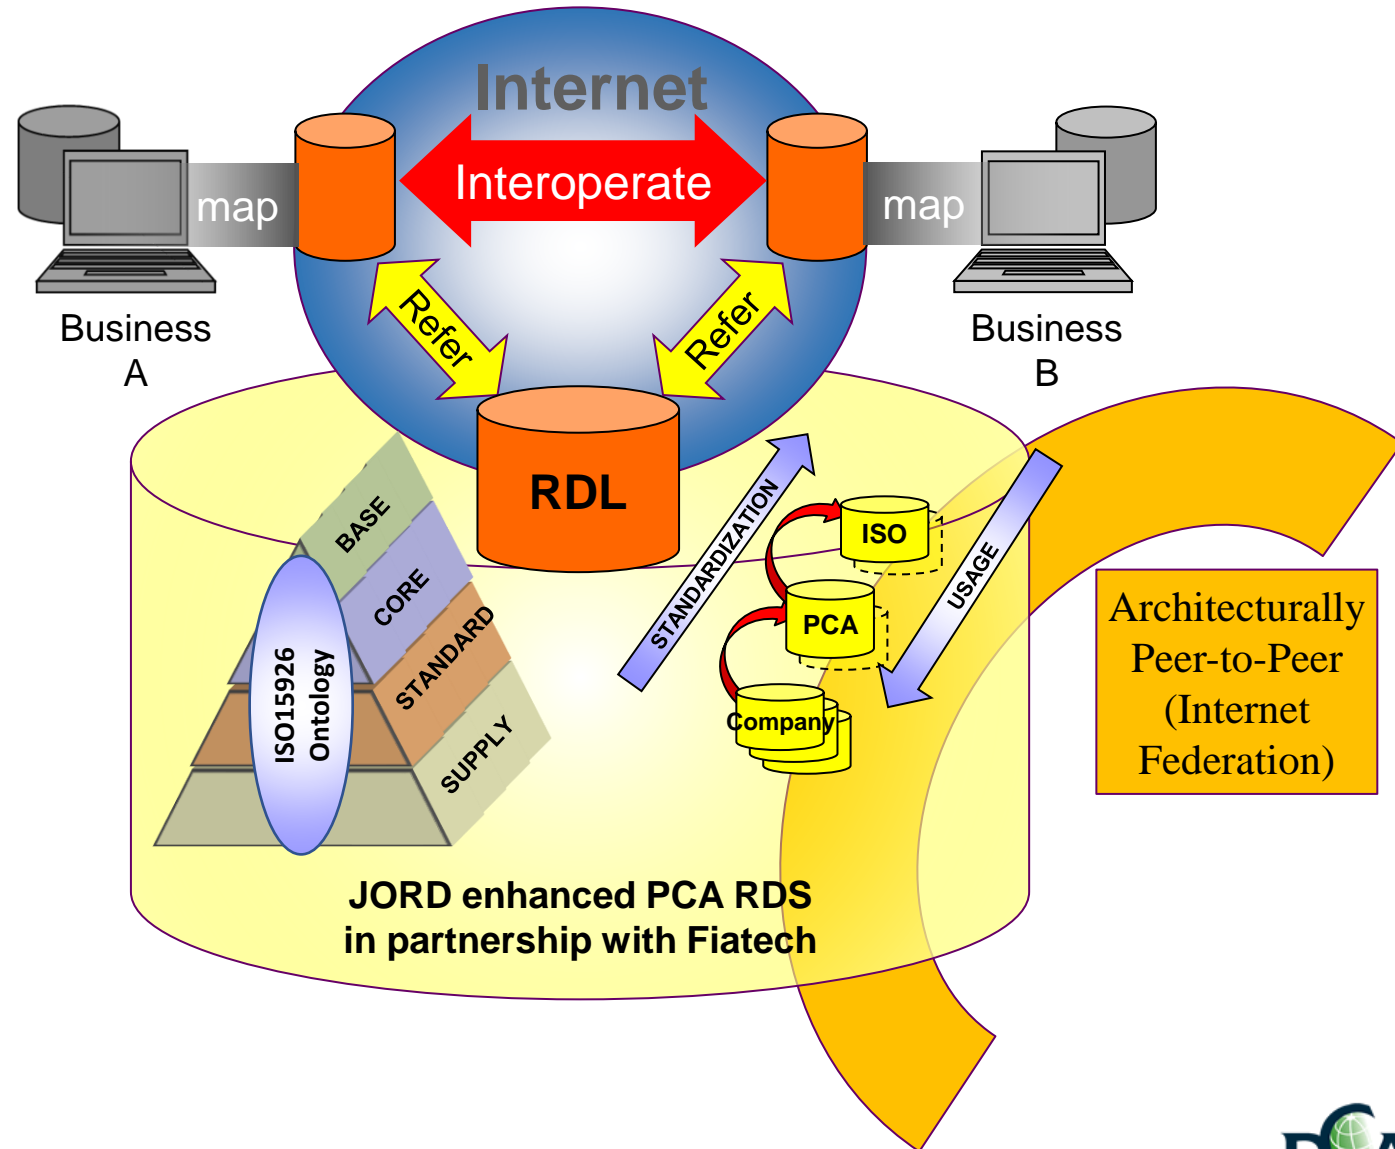 Internet
Interoperate
map
map
Refer
Refer
Business
A
Business
B
RDL
BASE
CORE
STANDARD
SUPPLY
ISO15926
Ontology
STANDARDIZATION
USAGE
ISO
PCA
Company
Architecturally
Peer-to-Peer
(Internet
Federation)
JORD enhanced PCA RDS
in partnership with Fiatech